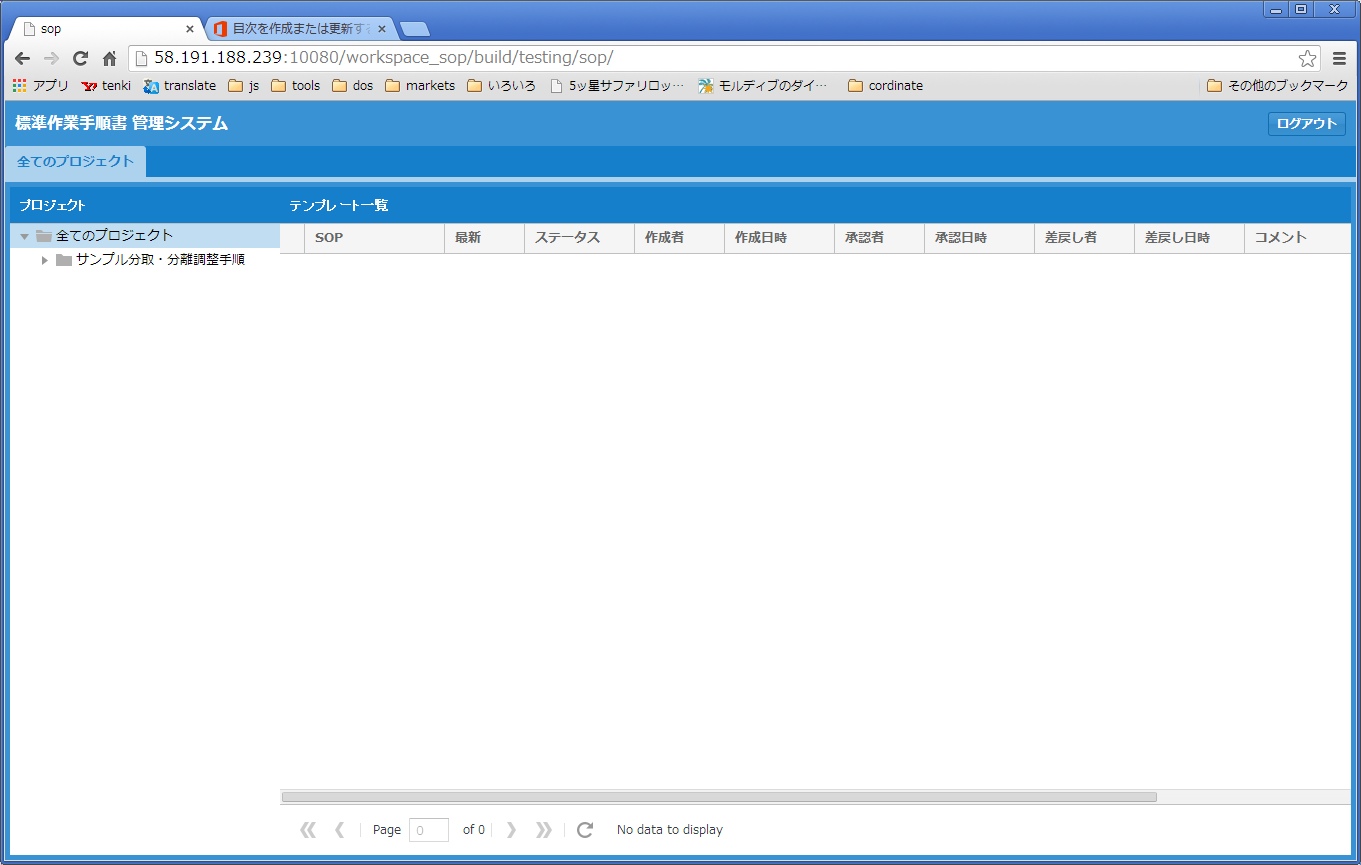 sop
目次を作成または更新す
58.191.188.239:10080/workspace_sop/build/testing/sop/
アプリ tenki translate js tools dos markets いろいろ 5ッ星サファリロッ… モルディブのダイ… cordinate その他のブックマーク
標準作業手順書 管理システム
ログアウト
全てのプロジェクト
プロジェクト
テンプレート一覧
SOP 最新 ステータス 作成者 作成日時 承認者 承認日時 差戻し者 差戻し日時 コメント
全てのプロジェクト
サンプル分取・分離調整手順
Page 0 of 0 No data to display